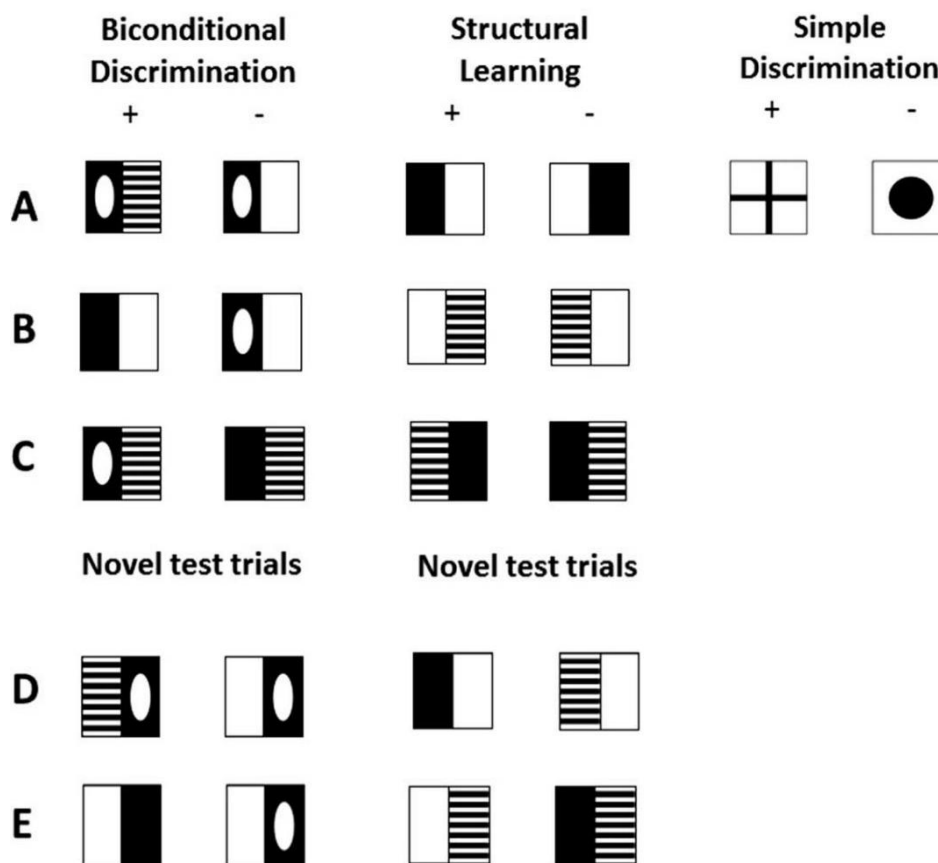 Biconditional Discrimination
Structural Learning
Simple Discrimination
+ - + - + -
A
B
C
Novel test trials Novel test trials
D
E